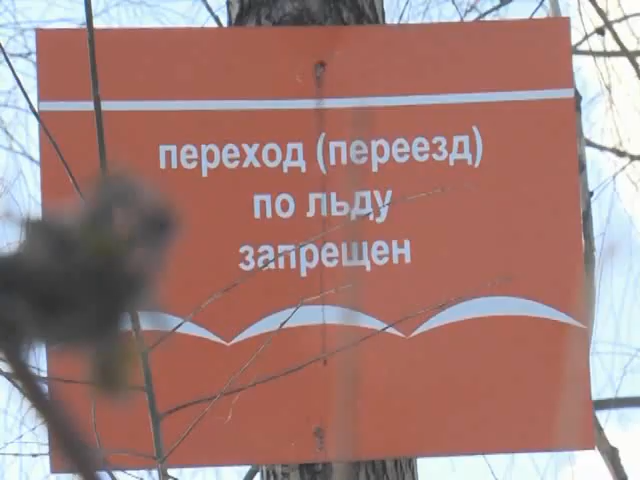 переход (переезд)
по льду
запрещен